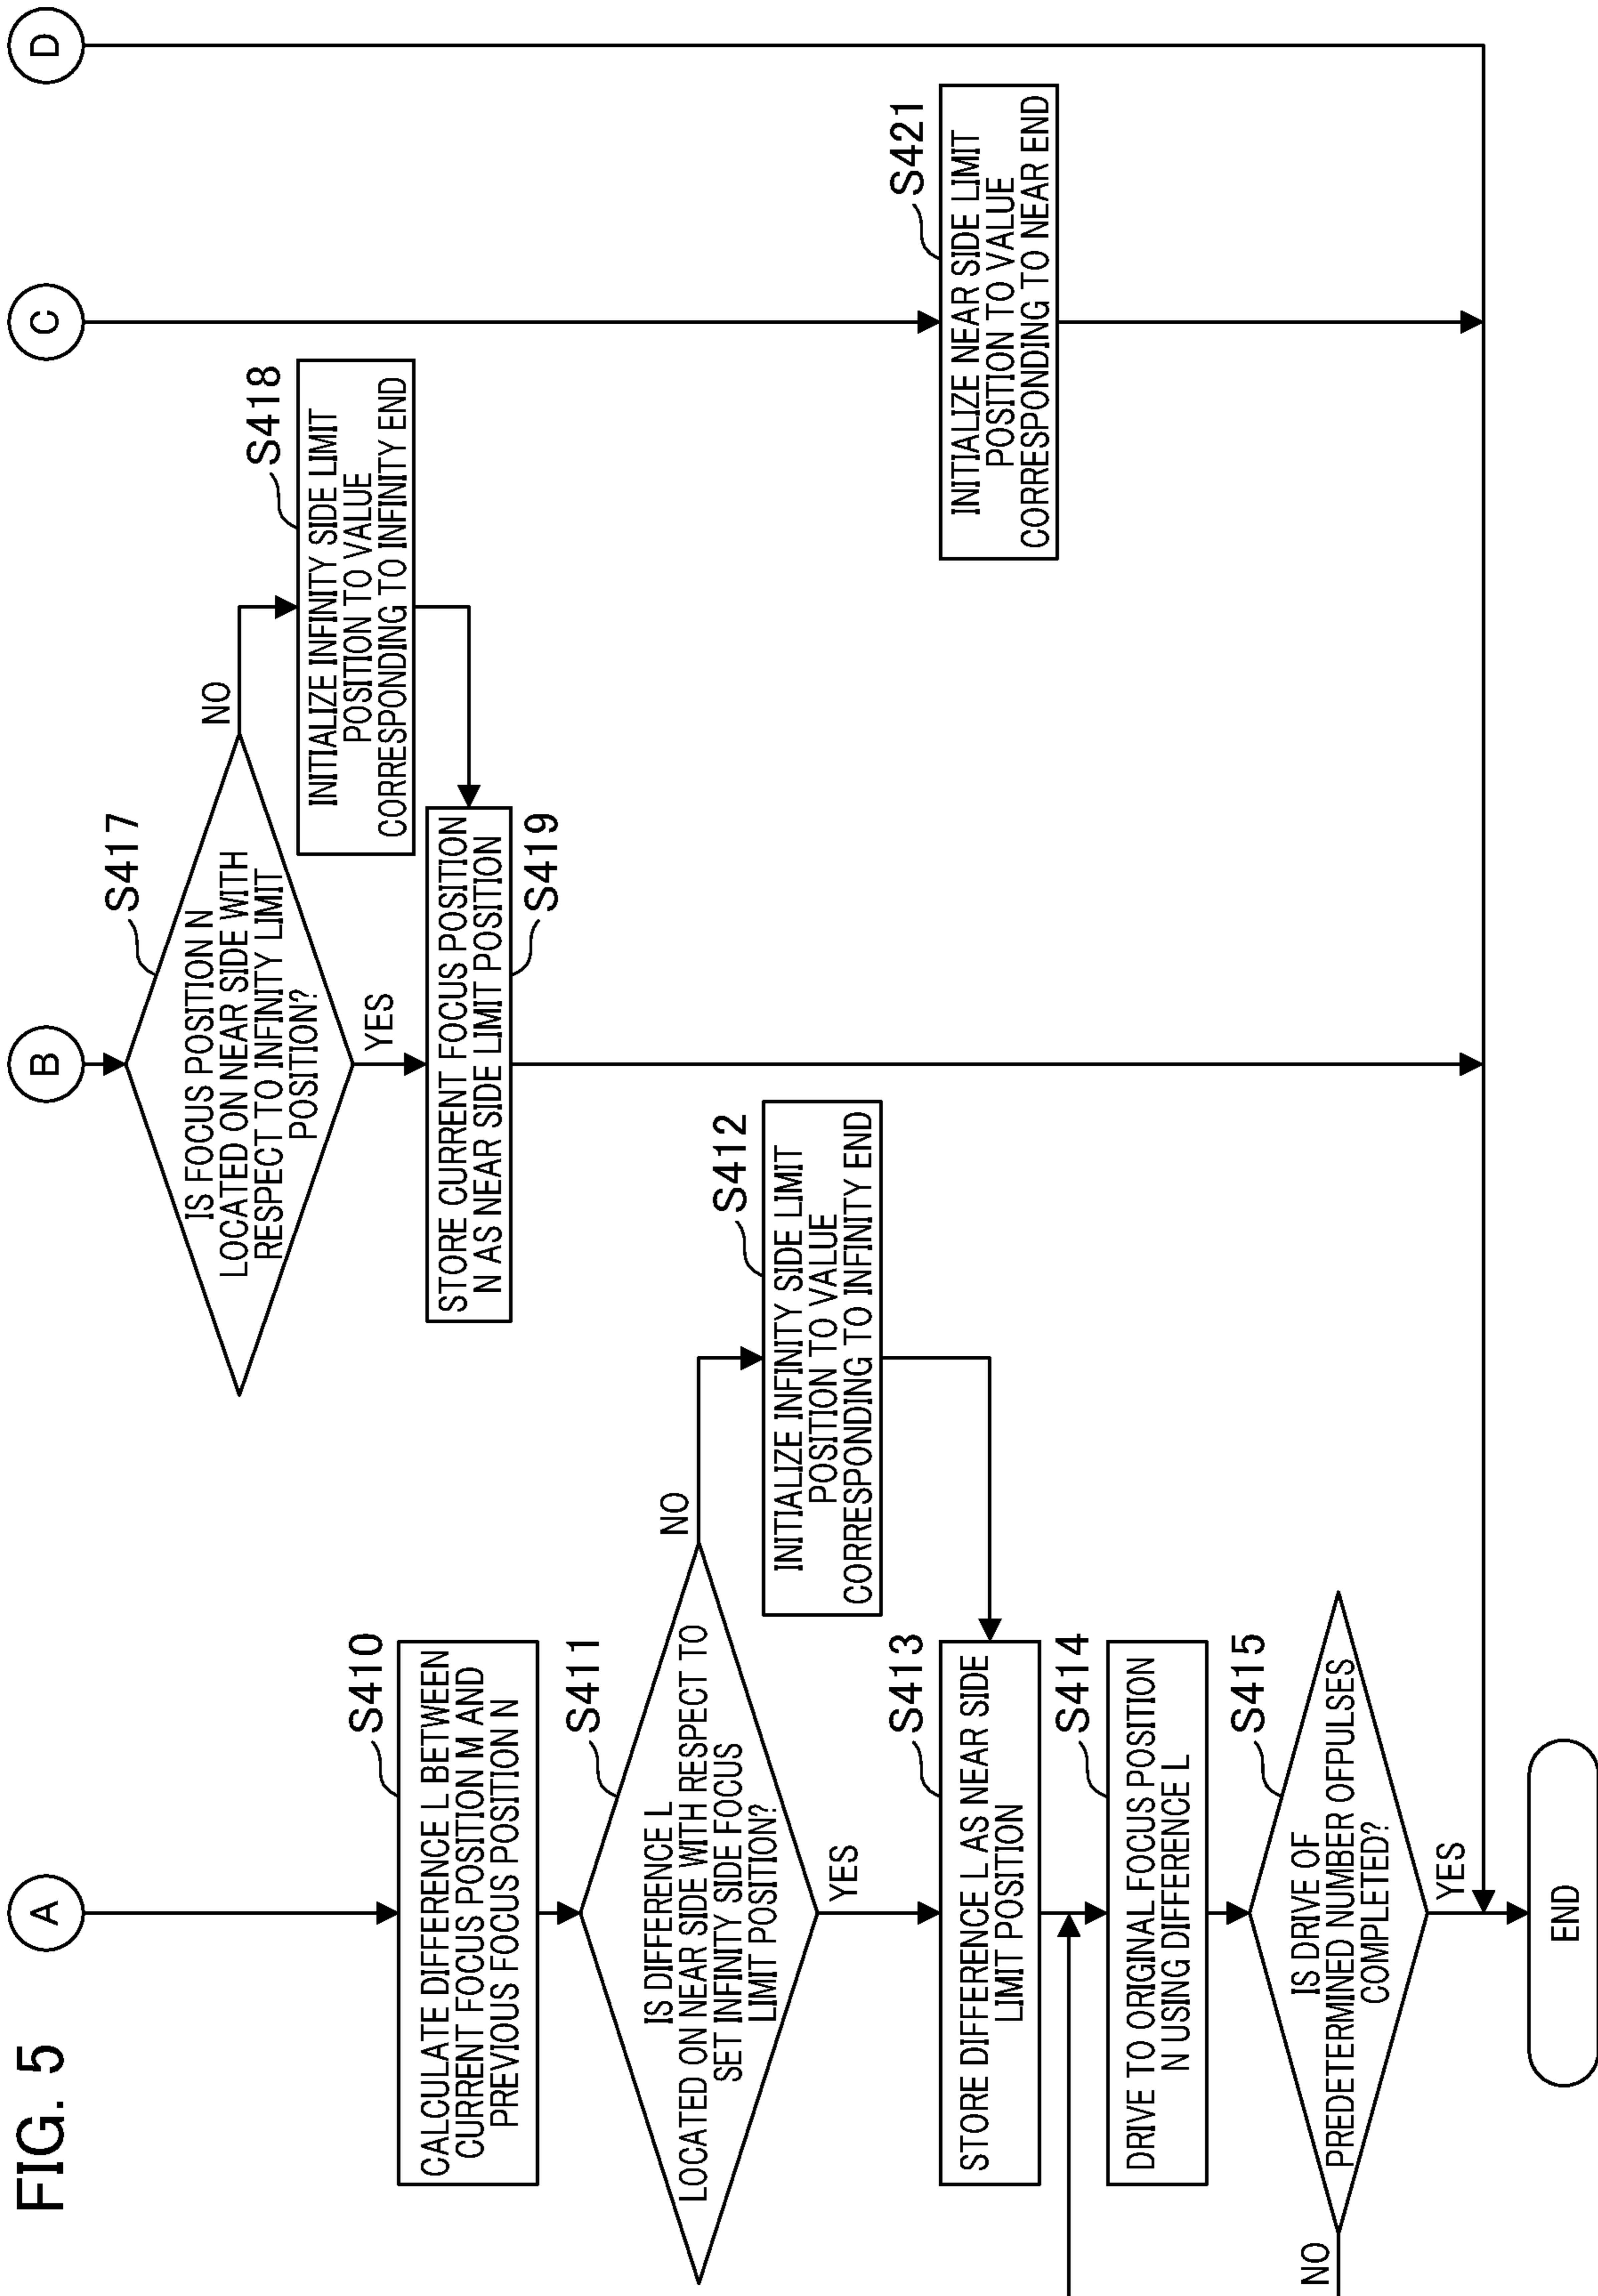 FIG. 5
A
S410
CALCULATE DIFFERENCE L BETWEEN
CURRENT FOCUS POSITION M AND
PREVIOUS FOCUS POSITION N
S411
IS DIFFERENCE L
LOCATED ON NEAR SIDE WITH RESPECT TO
SET INFINITY SIDE FOCUS
LIMIT POSITION?
NO
YES
S412
INITIALIZE INFINITY SIDE LIMIT
POSITION TO VALUE
CORRESPONDING TO INFINITY END
S413
STORE DIFFERENCE L AS NEAR SIDE
LIMIT POSITION
S414
DRIVE TO ORIGINAL FOCUS POSITION
N USING DIFFERENCE L
S415
IS DRIVE OF
PREDETERMINED NUMBER OFPULSES
COMPLETED?
NO
YES
END
B
S417
IS FOCUS POSITION N
LOCATED ON NEAR SIDE WITH
RESPECT TO INFINITY LIMIT
POSITION?
NO
YES
S418
INITIALIZE INFINITY SIDE LIMIT
POSITION TO VALUE
CORRESPONDING TO INFINITY END
STORE CURRENT FOCUS POSITION
N AS NEAR SIDE LIMIT POSITION
S419
C
S421
INITIALIZE NEAR SIDE LIMIT
POSITION TO VALUE
CORRESPONDING TO NEAR END
D